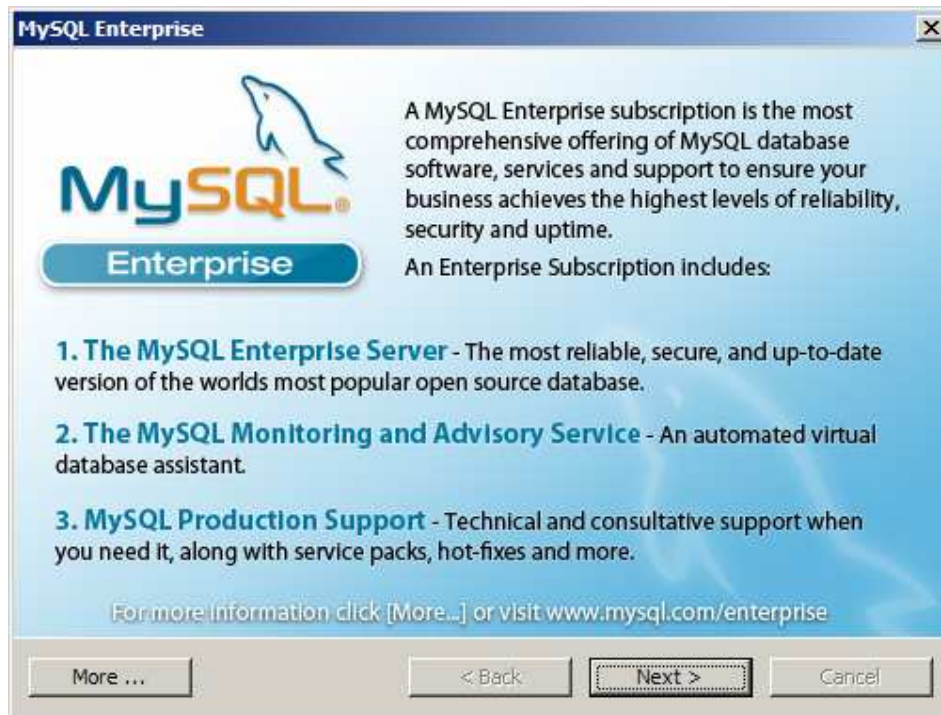 MySQL Enterprise
MySQL®
Enterprise
A MySQL Enterprise subscription is the most
comprehensive offering of MySQL database
software, services and support to ensure your
business achieves the highest levels of reliability,
security and uptime.
An Enterprise Subscription includes:
1. The MySQL Enterprise Server - The most reliable, secure, and up-to-date
version of the worlds most popular open source database.
2. The MySQL Monitoring and Advisory Service - An automated virtual
database assistant.
3. MySQL Production Support - Technical and consultative support when
you need it, along with service packs, hot-fixes and more.
For more information click [More...] or visit www.mysql.com/enterprise
More ...
< Back
Next >
Cancel